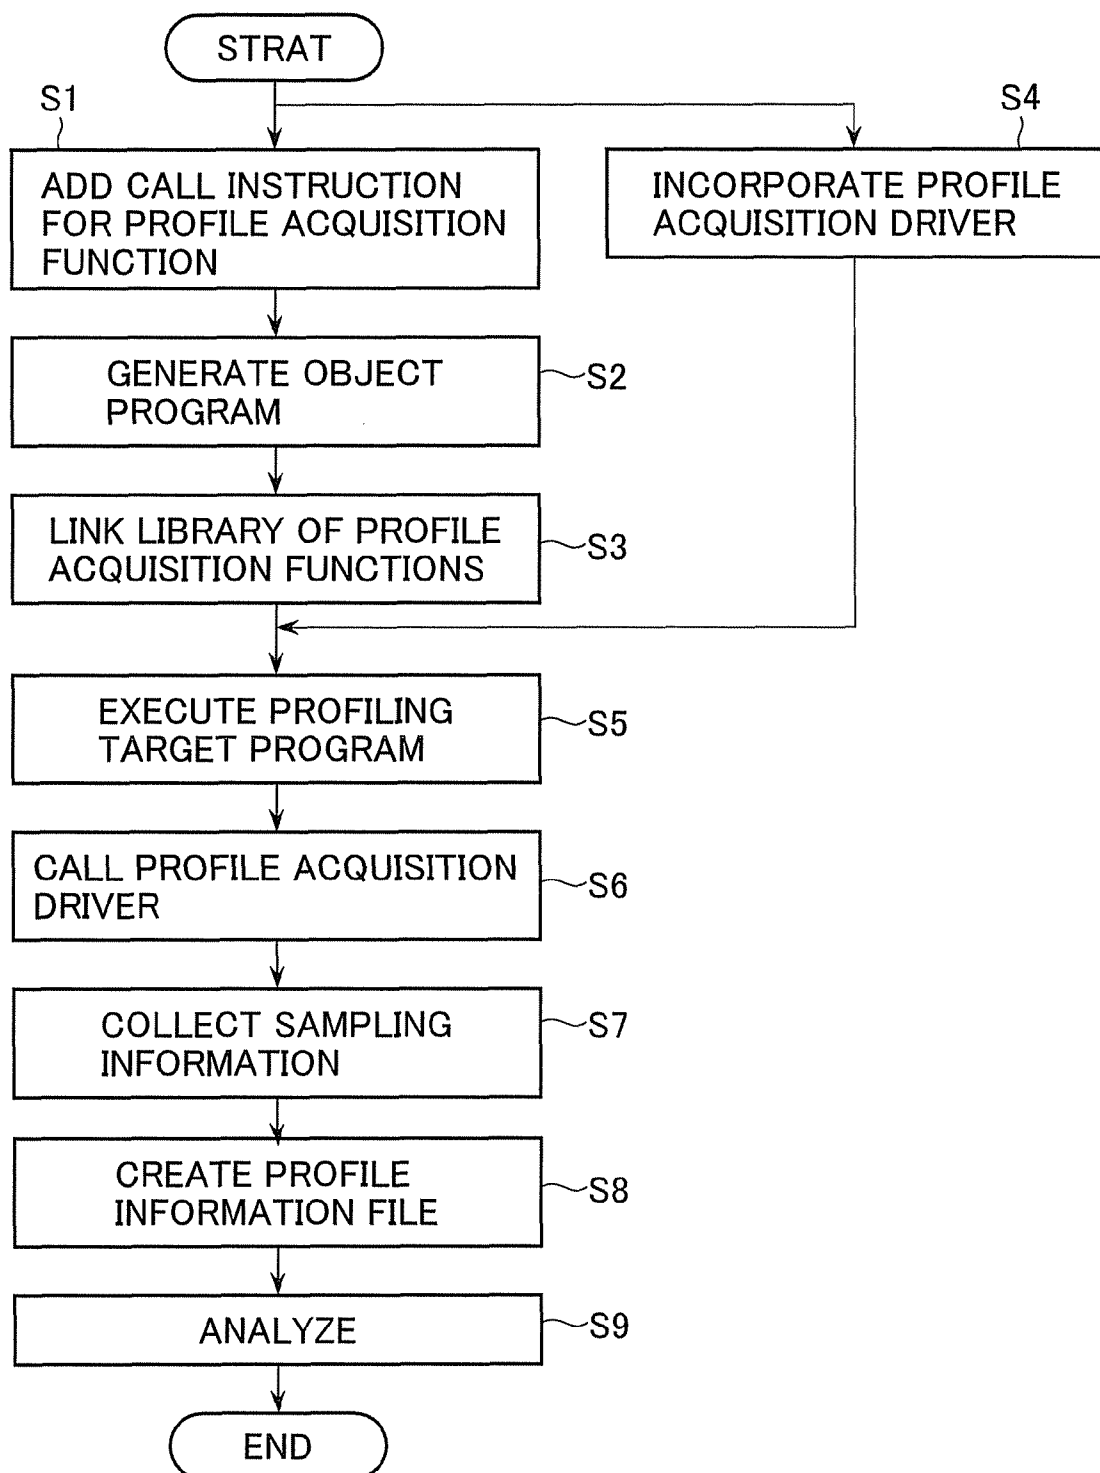 STRAT
S1
ADD CALL INSTRUCTION
FOR PROFILE ACQUISITION
FUNCTION
S4
INCORPORATE PROFILE
ACQUISITION DRIVER
GENERATE OBJECT
PROGRAM
S2
LINK LIBRARY OF PROFILE
ACQUISITION FUNCTIONS
S3
EXECUTE PROFILING
TARGET PROGRAM
S5
CALL PROFILE ACQUISITION
DRIVER
S6
COLLECT SAMPLING
INFORMATION
S7
CREATE PROFILE
INFORMATION FILE
S8
ANALYZE
S9
END